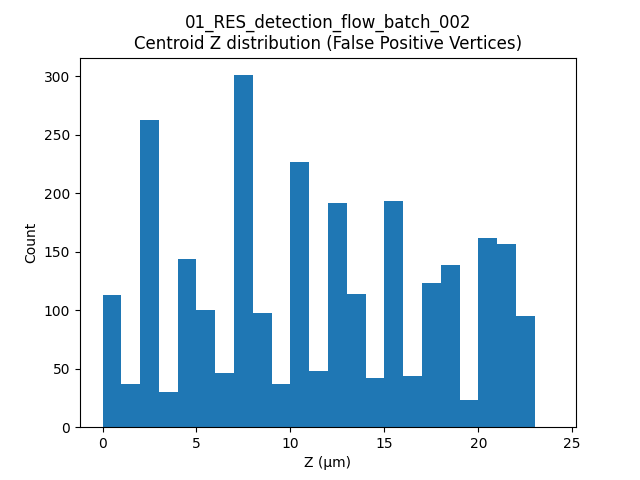 01_RES_detection_flow_batch_002
Centroid Z distribution (False Positive Vertices)
300
250
200
150
100
50
0
Count
0 5 10 15 20 25
Z (µm)